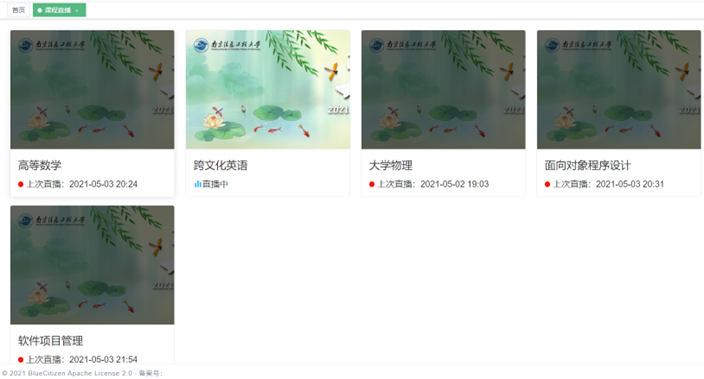 首页 课程直播 ×
南京信息工程大学
2021
南京信息工程大学
2021
南京信息工程大学
2021
南京信息工程大学
2021
高等数学
上次直播：2021-05-03 20:24
跨文化英语
直播中
大学物理
上次直播：2021-05-02 19:03
面向对象程序设计
上次直播：2021-05-03 20:31
南京信息工程大学
2021
软件项目管理
上次直播：2021-05-03 21:54
© 2021 BlueCitizen Apache License 2.0 - 备案号：